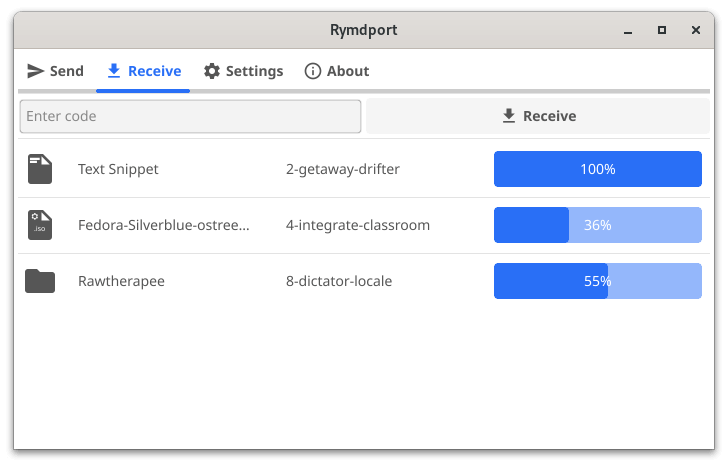 Rymdport
Send Receive Settings About
Enter code Receive
Text Snippet 2-getaway-drifter 100%
.iso Fedora-Silverblue-ostree... 4-integrate-classroom 36%
Rawtherapee 8-dictator-locale 55%